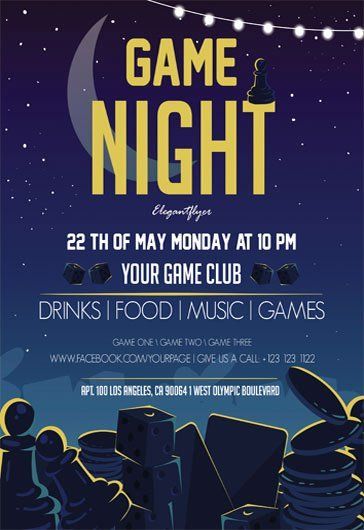 GAME
NIGHT
Elegantflyer
22 TH OF MAY MONDAY AT 10 PM
YOUR GAME CLUB
DRINKS | FOOD | MUSIC | GAMES
GAME ONE \ GAME TWO \ GAME THREE
WWW.FACEBOOK.COM/YOURPAGE | GIVE US A CALL: +123 123 1122
APT. 100 LOS ANGELES, CA 90064 1 WEST OLYMPIC BOULEVARD